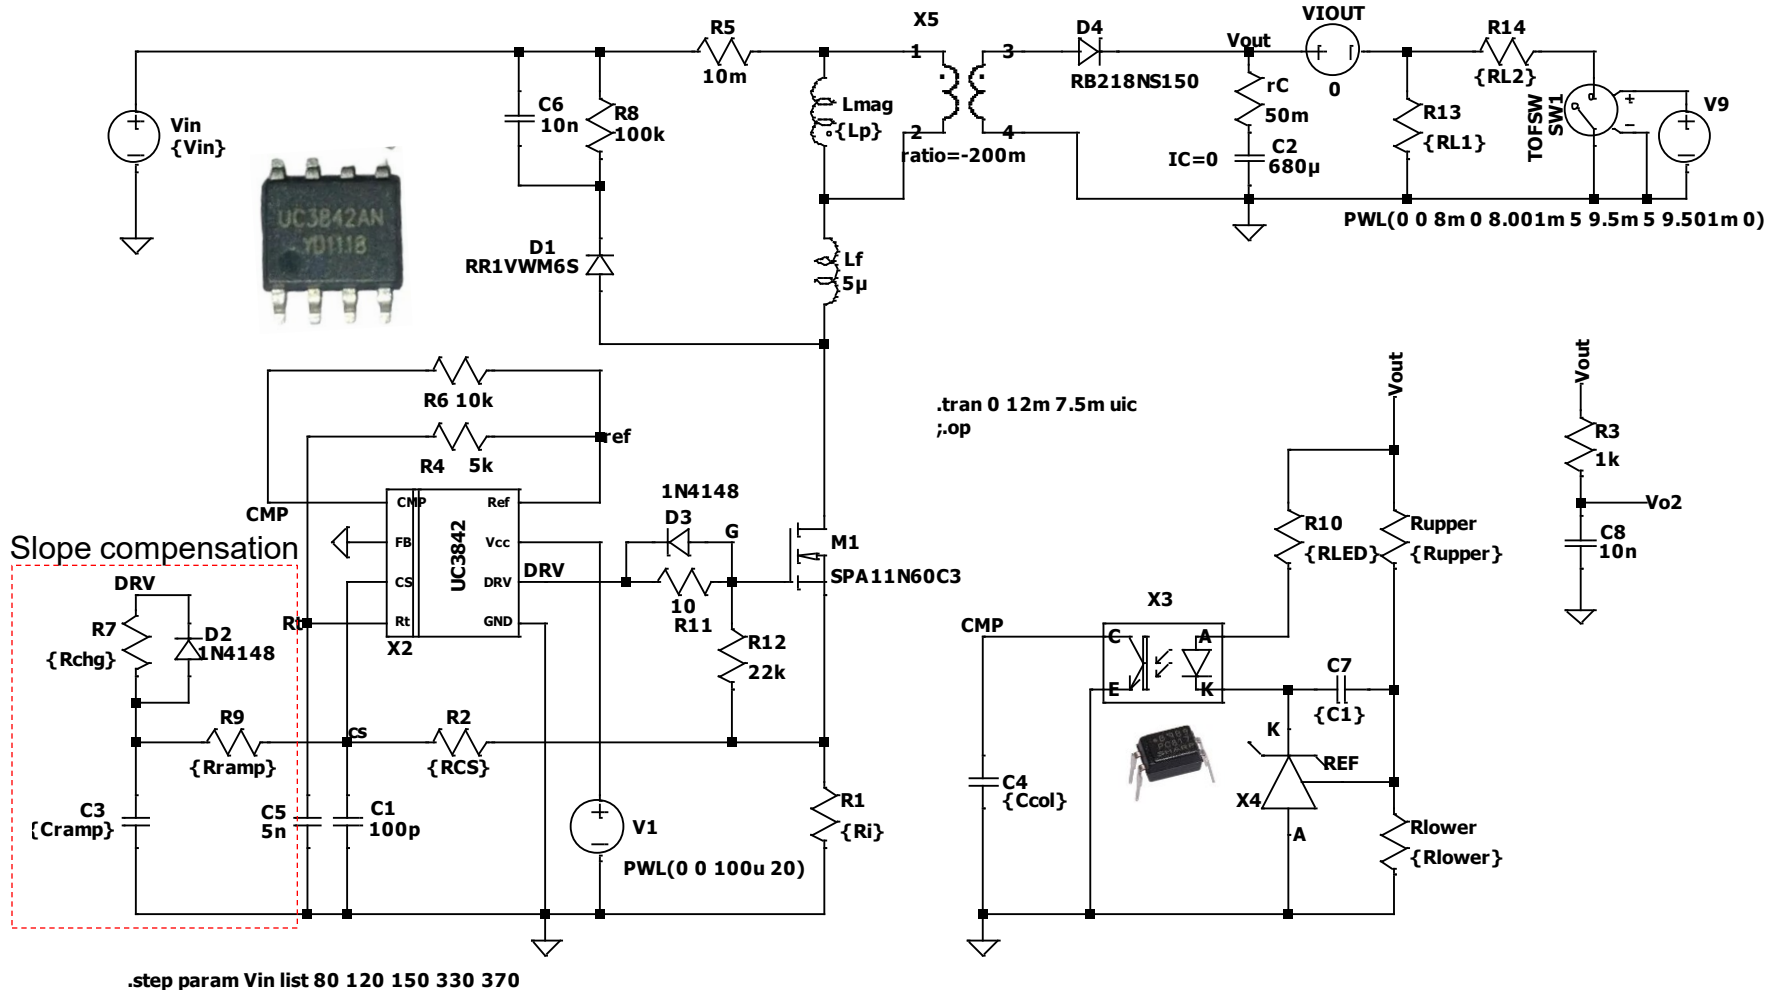 X5
VIOUT
R5
D4
Vout
R14
1
3
10m
RB218NS150
{RL2}
0
C6
10n
R8
100k
Lmag
{Lp}
rC
50m
R13
{RL1}
TOFSW
SW1
V9
Vin
{Vin}
2
4
ratio=-200m
IC=0
C2
680µ
UC3842AN
YD1118
PWL(0 0 8m 0 8.001m 5 9.5m 5 9.501m 0)
D1
RR1VWM6S
Lf
5µ
Vout
Vout
R6 10k
.tran 0 12m 7.5m uic
;.op
ref
R4 5k
R3
1k
1N4148
D3
G
CMP
CMP
Ref
Vo2
R10
{RLED}
Rupper
{Rupper}
C8
10n
FB
UC3842
Vcc
M1
Slope compensation
DRV
CS
DRV
DRV
SPA11N60C3
10
R11
X3
Rt
Rt
GND
X2
CMP
C
A
R7
{Rchg}
D2
1N4148
R12
22k
E
K
C7
{C1}
R9
{Rramp}
cs
R2
{RCS}
K
REF
C3
{Cramp}
C5
5n
C1
100p
V1
R1
{Ri}
C4
{Ccol}
X4
A
Rlower
{Rlower}
PWL(0 0 100u 20)
.step param Vin list 80 120 150 330 370